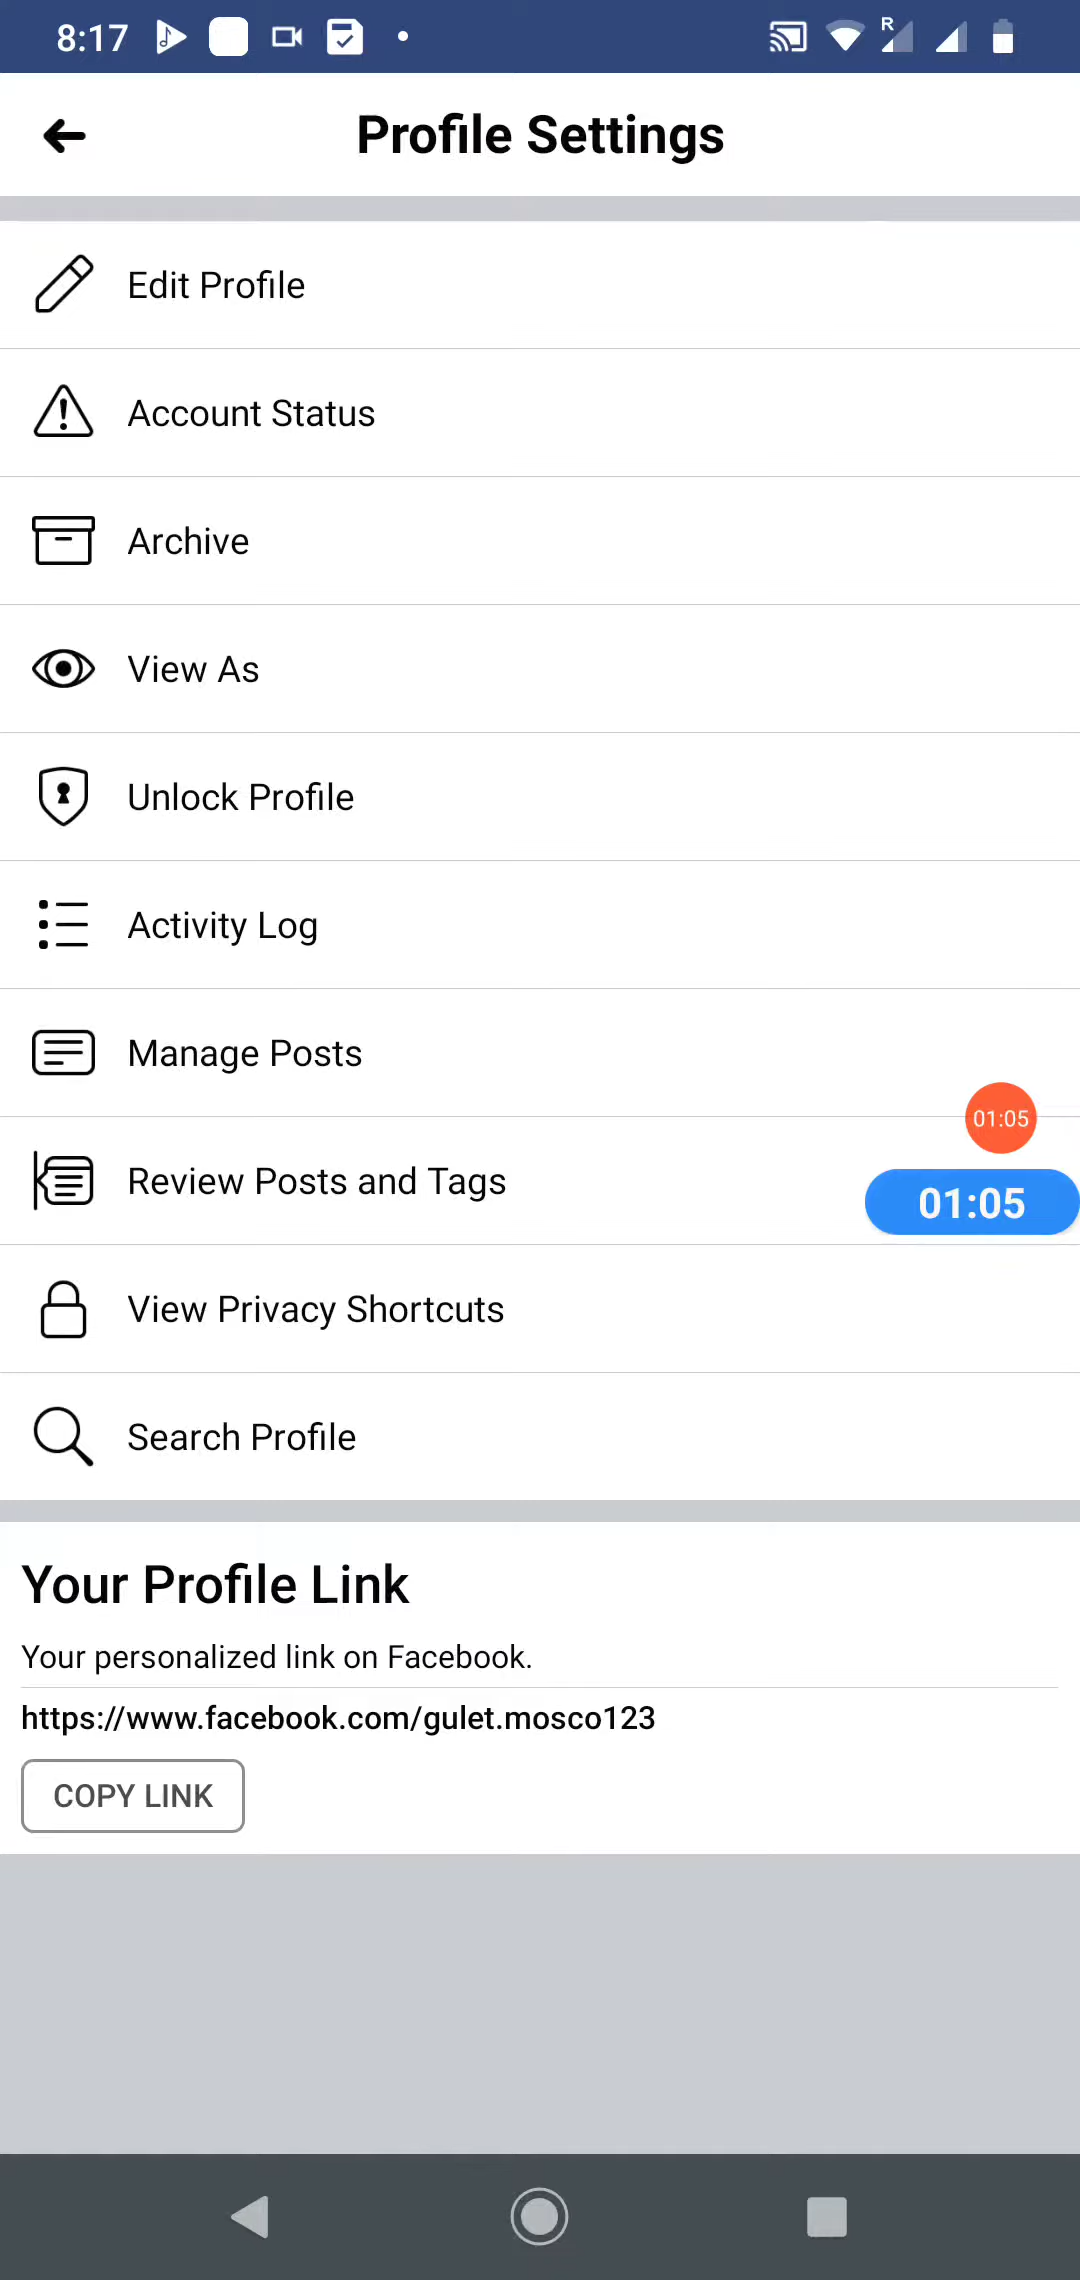 8:17
R
Profile Settings
Edit Profile
Account Status
Archive
View As
Unlock Profile
Activity Log
Manage Posts
01:05
Review Posts and Tags
01:05
View Privacy Shortcuts
Search Profile
Your Profile Link
Your personalized link on Facebook.
https://www.facebook.com/gulet.mosco123
COPY LINK